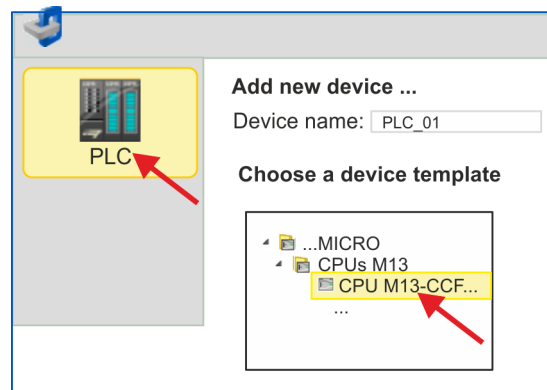 PLC
Add new device ...
Device name: PLC_01
Choose a device template
...MICRO
CPUs M13
CPU M13-CCF...
...